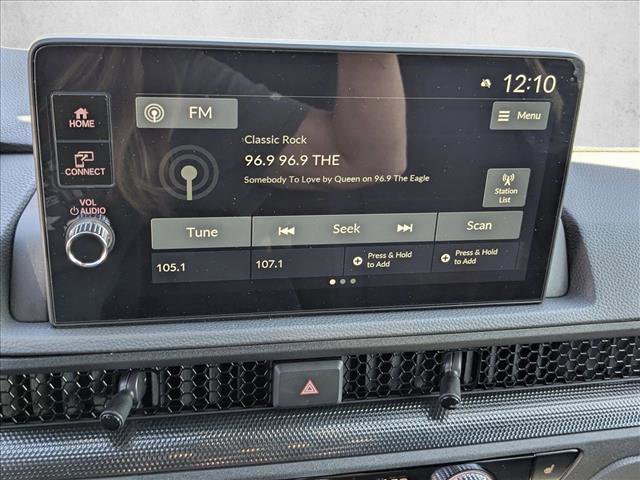 12:10
HOME
FM
Menu
Classic Rock
96.9 96.9 THE
CONNECT
Somebody To Love by Queen on 96.9 The Eagle
Station
List
VOL
AUDIO
Tune
Seek
Scan
105.1
107.1
Press & Hold
to Add
Press & Hold
to Add